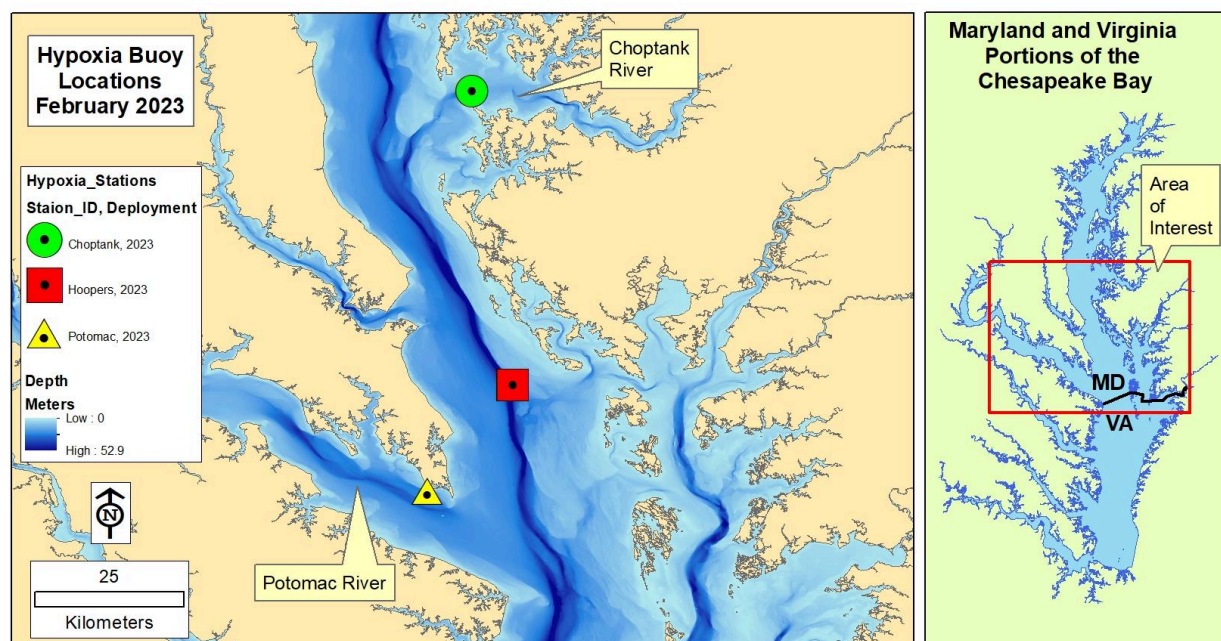 Hypoxia Buoy
Locations
February 2023
Choptank
River
Hypoxia_Stations
Staion_ID, Deployment
Choptank, 2023
Hoopers, 2023
Potomac, 2023
Depth
Meters
Low : 0
High : 52.9
N
25
Kilometers
Potomac River
Maryland and Virginia
Portions of the
Chesapeake Bay
Area
of
Interest
MD
VA